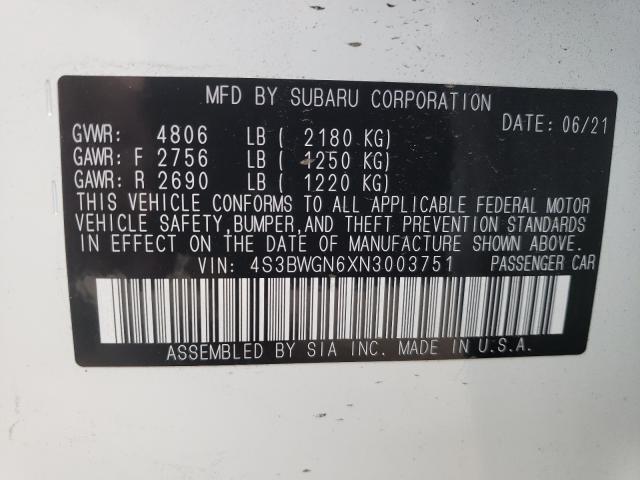 MFD BY SUBARU CORPORATION
DATE: 06/21
GVWR: 4806 LB ( 2180 KG)
GAWR: F 2756 LB ( 1250 KG)
GAWR: R 2690 LB ( 1220 KG)
THIS VEHICLE CONFORMS TO ALL APPLICABLE FEDERAL MOTOR
VEHICLE SAFETY, BUMPER, AND THEFT PREVENTION STANDARDS
IN EFFECT ON THE DATE OF MANUFACTURE SHOWN ABOVE.
VIN: 4S3BWGN6XN3003751 PASSENGER CAR
ASSEMBLED BY SIA INC. MADE IN U.S.A.